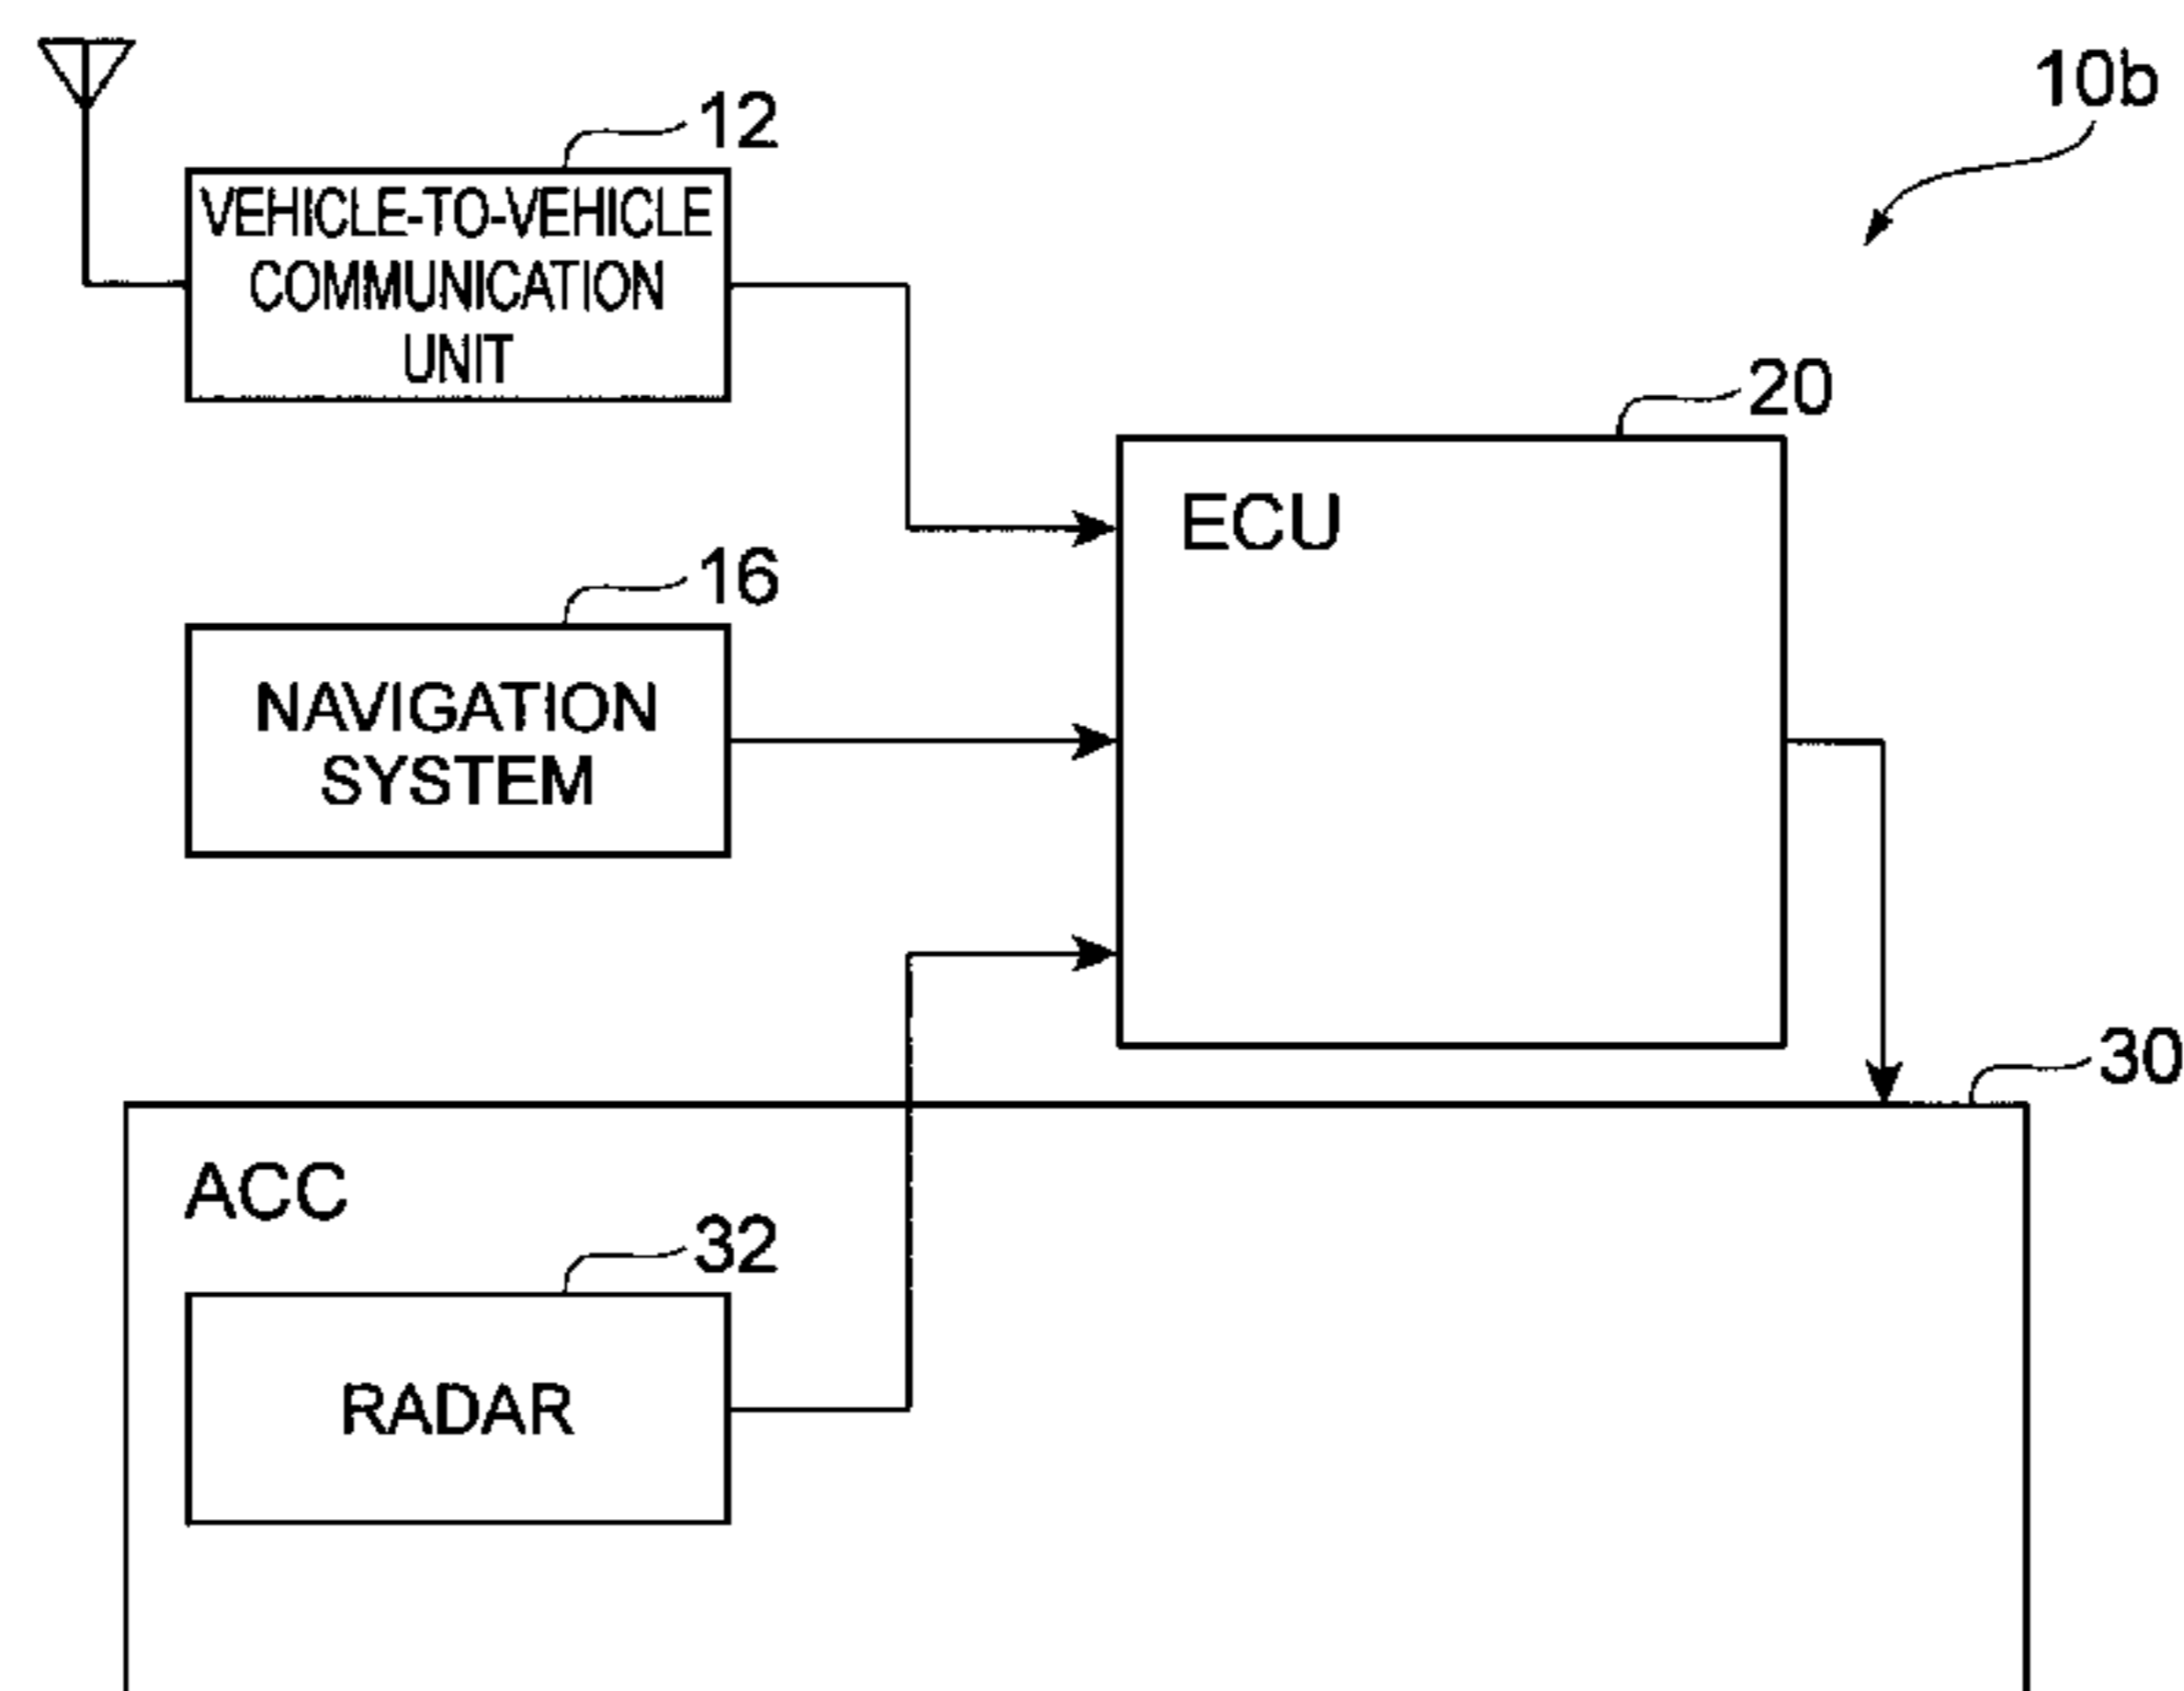 10b
12
VEHICLE-TO-VEHICLE
COMMUNICATION
UNIT
20
ECU
16
NAVIGATION
SYSTEM
30
ACC
32
RADAR